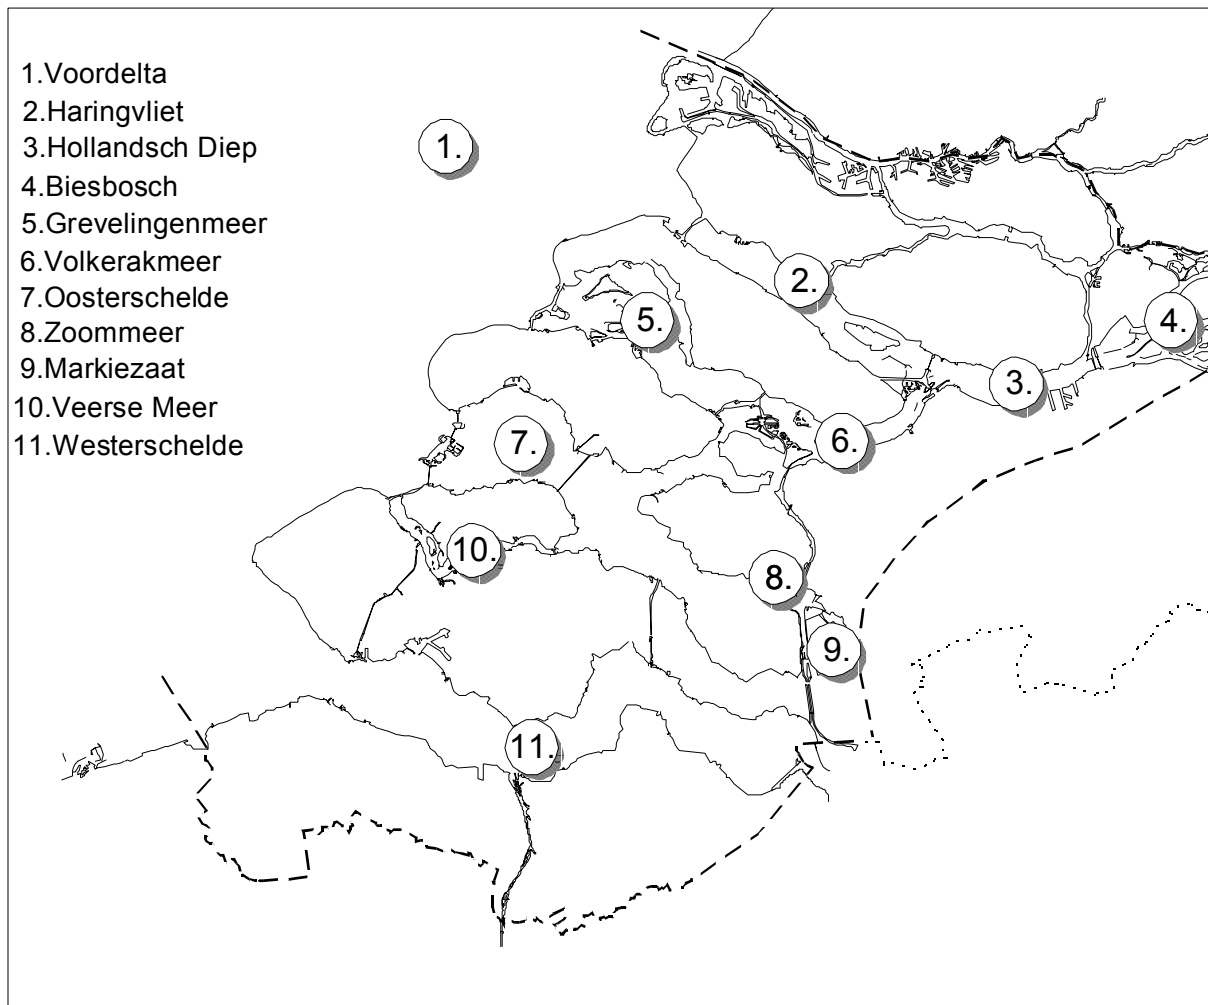 1.Voordelta
2.Haringvliet
3.Hollandsch Diep
4.Biesbosch
5.Grevelingenmeer
6.Volkerakmeer
7.Oosterschelde
8.Zoommeer
9.Markiezaat
10.Veerse Meer
11.Westerschelde
1.
2.
5.
4.
3.
7.
6.
10.
8.
9.
11.